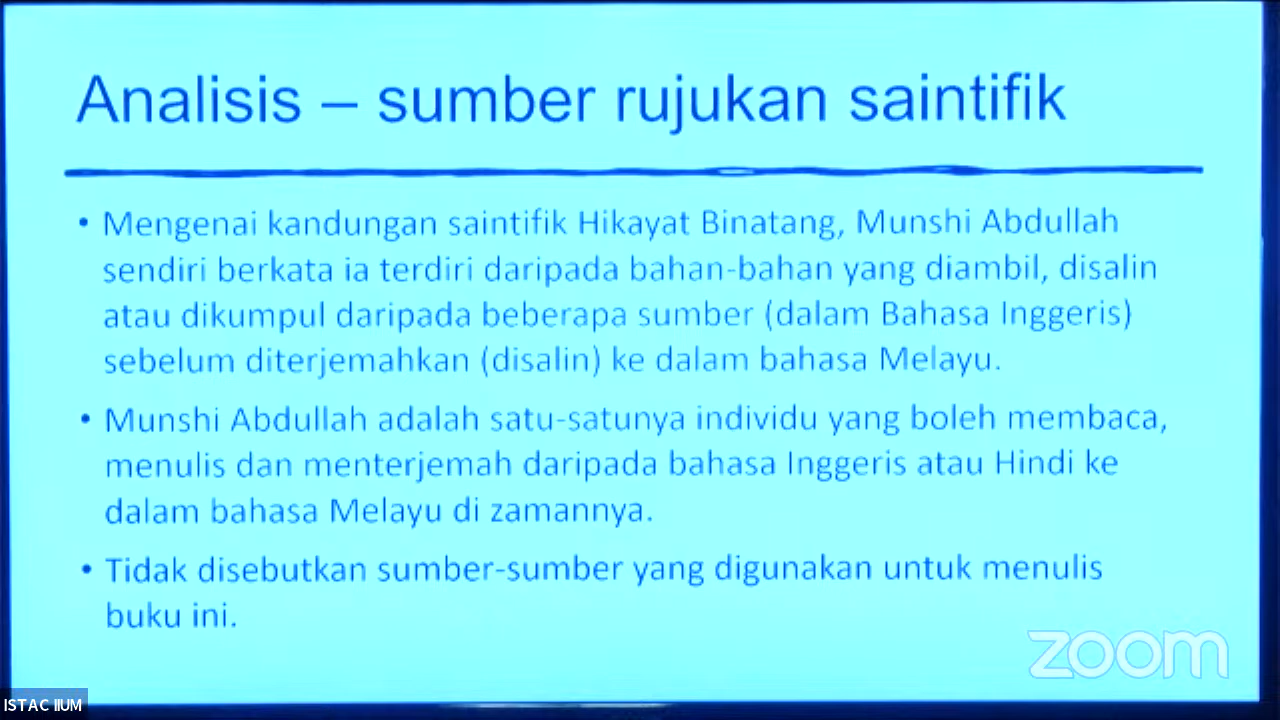 Analisis – sumber rujukan saintifik
• Mengenai kandungan saintifik Hikayat Binatang, Munshi Abdullah
sendiri berkata ia terdiri daripada bahan-bahan yang diambil, disalin
atau dikumpul daripada beberapa sumber (dalam Bahasa Inggeris)
sebelum diterjemahkan (disalin) ke dalam bahasa Melayu.
• Munshi Abdullah adalah satu-satunya individu yang boleh membaca,
menulis dan menterjemah daripada bahasa Inggeris atau Hindi ke
dalam bahasa Melayu di zamannya.
• Tidak disebutkan sumber-sumber yang digunakan untuk menulis
buku ini.
zoom
ISTAC IIUM